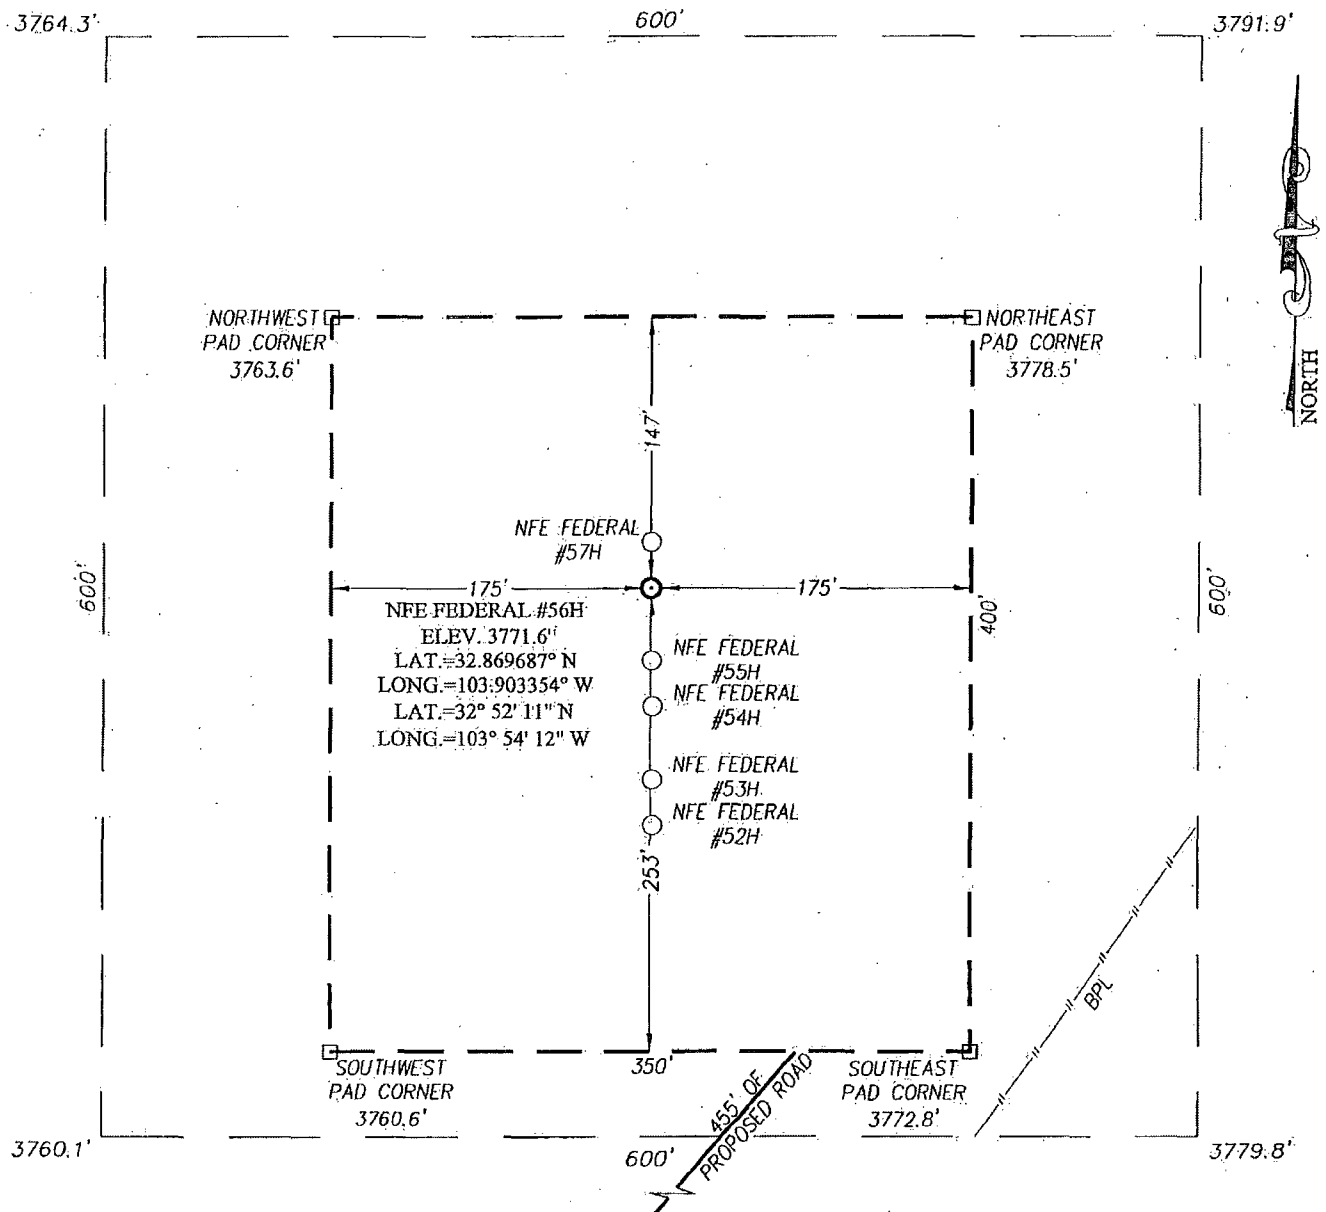 3764.3'
600'
3791.9'
NORTH
NORTHWEST
PAD CORNER
3763.6'
NORTHEAST
PAD CORNER
3778.5'
147'
NFE FEDERAL
#57H
600'
175'
175'
400'
600'
NFE FEDERAL #56H
ELEV. 3771.6'
LAT.=32.869687° N
LONG.=103.903354° W
LAT.=32° 52' 11" N
LONG.=103° 54' 12" W
NFE FEDERAL
#55H
NFE FEDERAL
#54H
NFE FEDERAL
#53H
NFE FEDERAL
#52H
253'
BPL
SOUTHWEST
PAD CORNER
3760.6'
350'
455' OF
PROPOSED ROAD
SOUTHEAST
PAD CORNER
3772.8'
3760.1'
600'
3779.8'